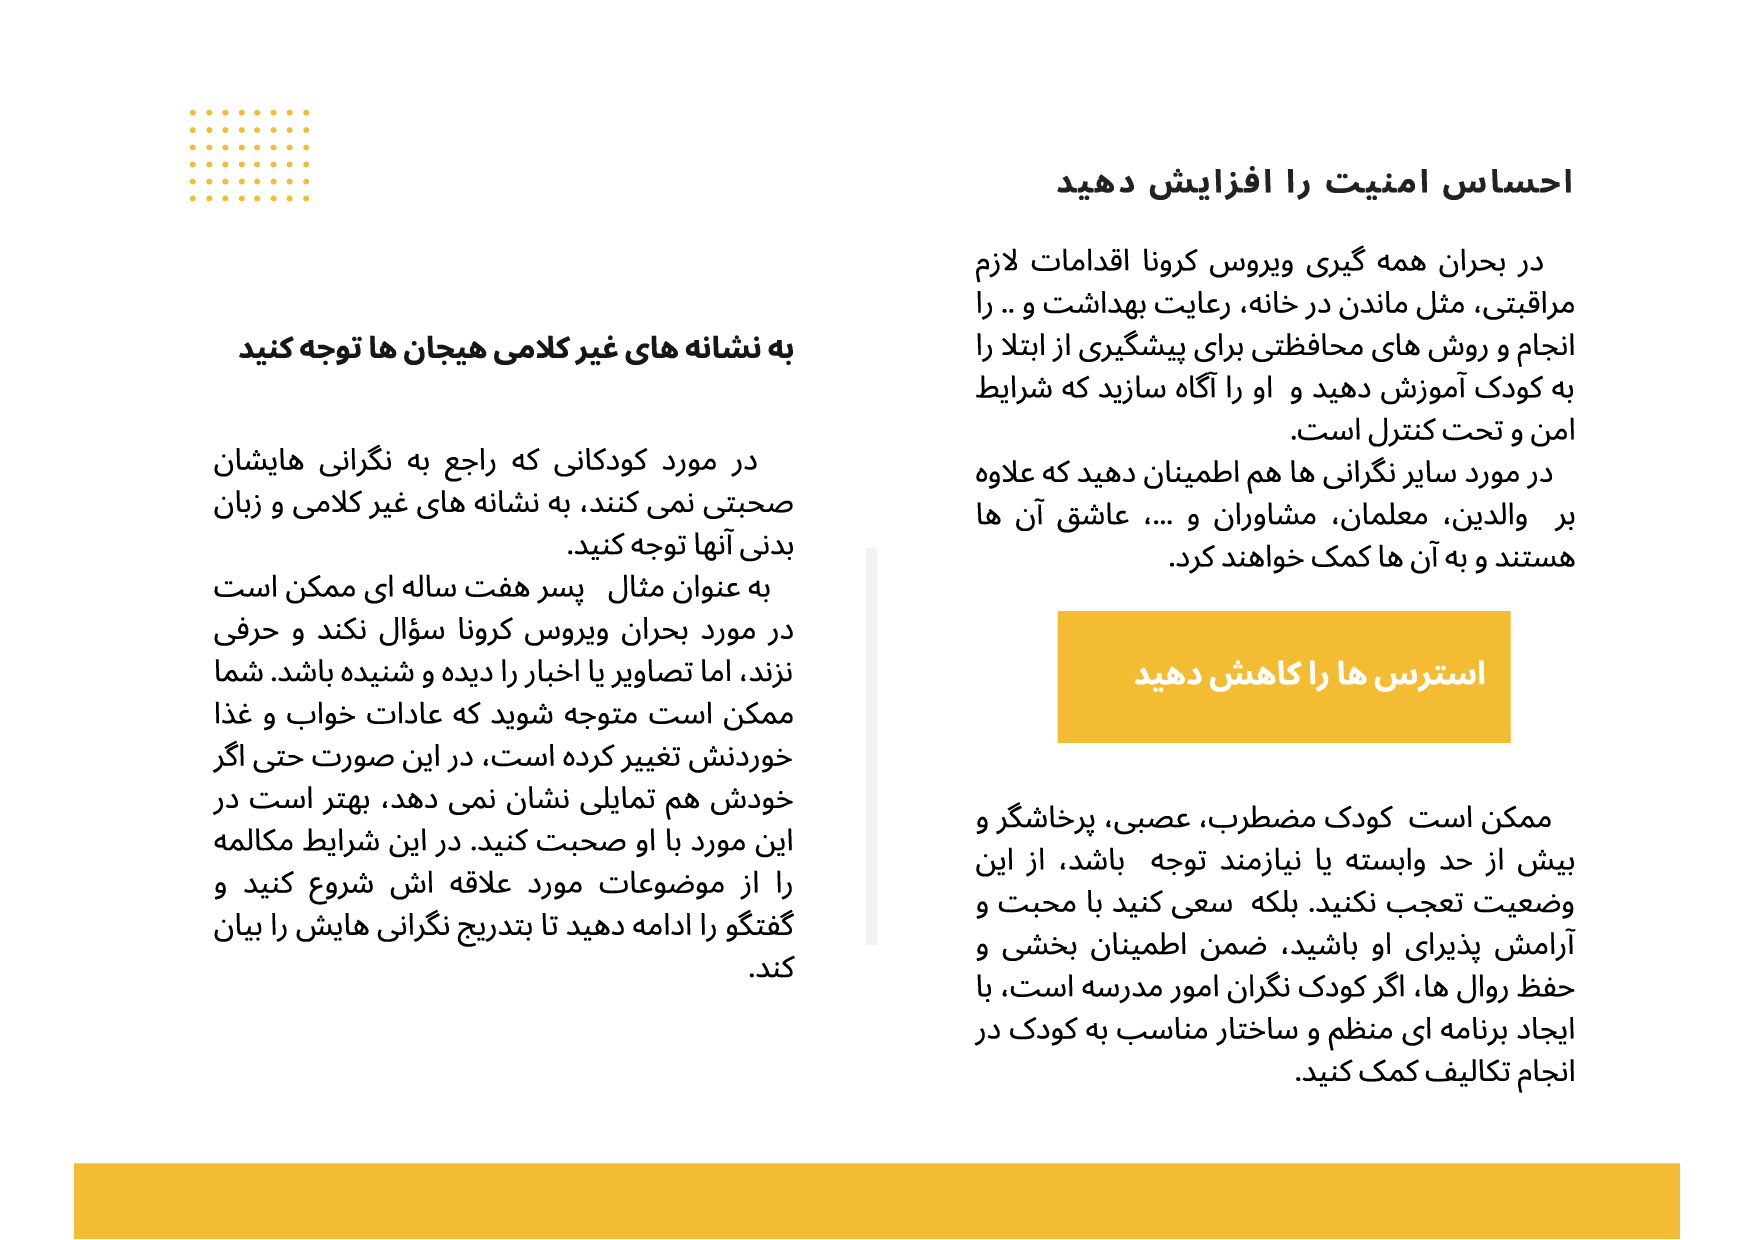 احساس امنیت را افزایش دهید
در بحران همه گیری ویروس کرونا اقدامات لازم
مراقبتی، مثل ماندن در خانه، رعایت بهداشت و .. را
انجام و روش های محافظتی برای پیشگیری از ابتلا را
به کودک آموزش دهید و او را آگاه سازید که شرایط
امن و تحت کنترل است.
در مورد سایر نگرانی ها هم اطمینان دهید که علاوه
بر والدین، معلمان، مشاوران و ...، عاشق آن ها
هستند و به آن ها کمک خواهند کرد.
استرس ها را کاهش دهید
ممکن است کودک مضطرب، عصبی، پرخاشگر و
بیش از حد وابسته یا نیازمند توجه باشد، از این
وضعیت تعجب نکنید. بلکه سعی کنید با محبت و
آرامش پذیرای او باشید، ضمن اطمینان بخشی و
حفظ روال ها، اگر کودک نگران امور مدرسه است، با
ایجاد برنامه ای منظم و ساختار مناسب به کودک در
انجام تکالیف کمک کنید.
به نشانه های غیر کلامی هیجان ها توجه کنید
در مورد کودکانی که راجع به نگرانی هایشان
صحبتی نمی کنند، به نشانه های غیر کلامی و زبان
بدنی آنها توجه کنید.
به عنوان مثال پسر هفت ساله ای ممکن است
در مورد بحران ویروس کرونا سؤال نکند و حرفی
نزند، اما تصاویر یا اخبار را دیده و شنیده باشد. شما
ممکن است متوجه شوید که عادات خواب و غذا
خوردنش تغییر کرده است، در این صورت حتی اگر
خودش هم تمایلی نشان نمی دهد، بهتر است در
این مورد با او صحبت کنید. در این شرایط مکالمه
را از موضوعات مورد علاقه اش شروع کنید و
گفتگو را ادامه دهید تا بتدریج نگرانی هایش را بیان
کند.